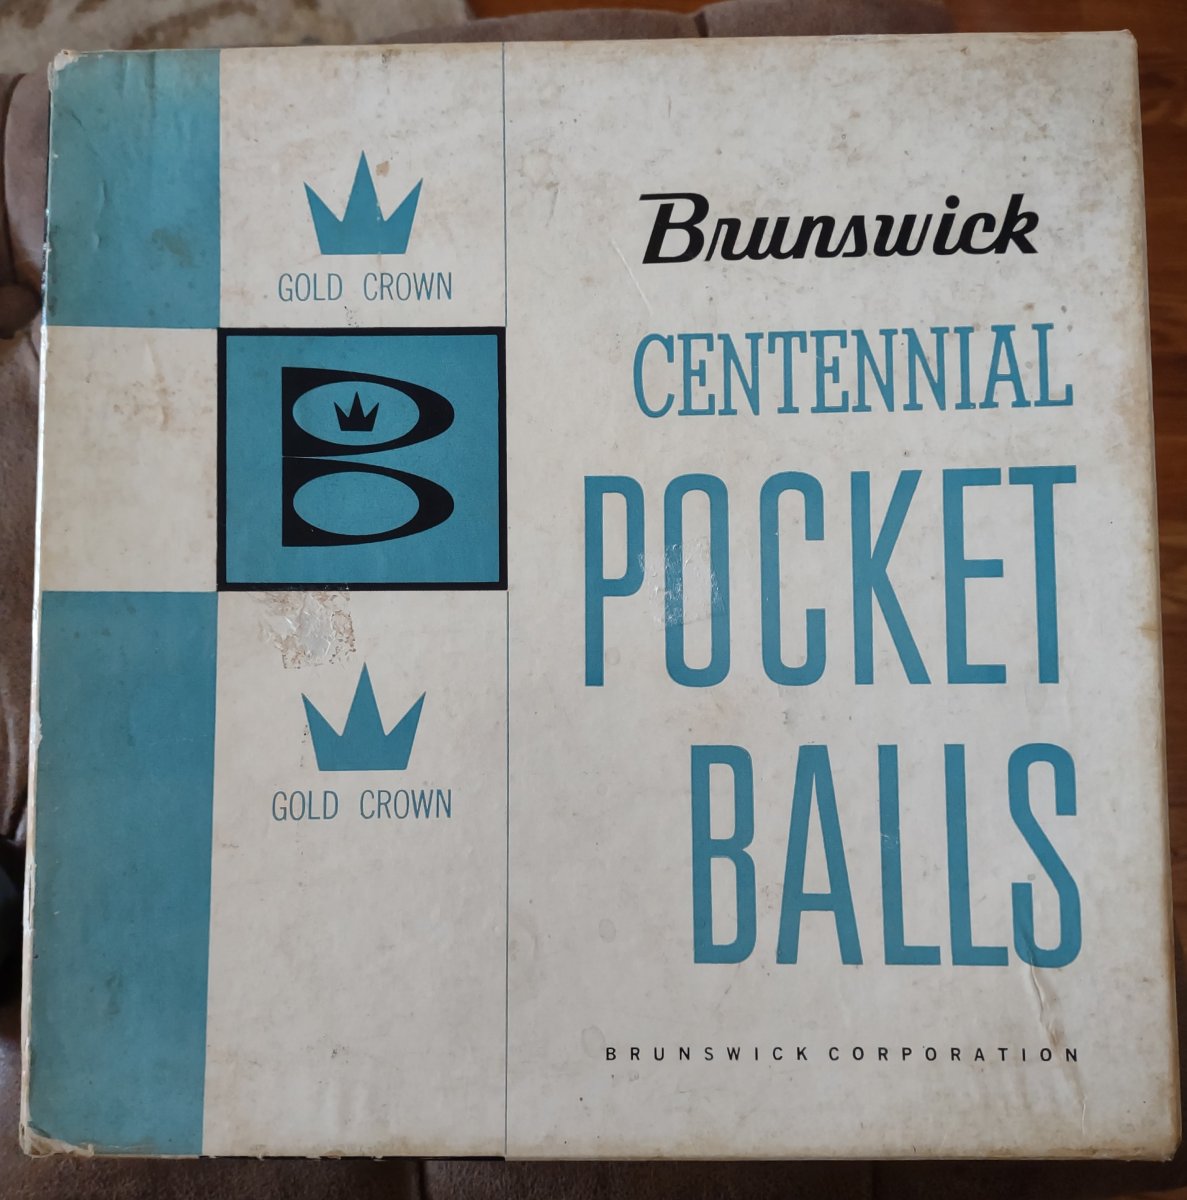 GOLD CROWN
B
GOLD CROWN
Brunswick
CENTENNIAL
POCKET
BALLS
BRUNSWICK CORPORATION